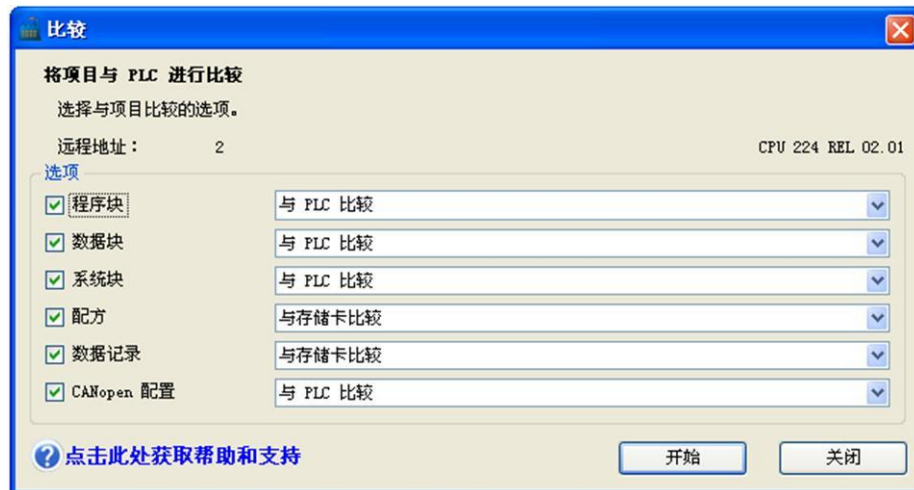 比较
将项目与 PLC 进行比较
选择与项目比较的选项。
远程地址： 2 CPU 224 REL 02.01
选项
程序块 与 PLC 比较
数据块 与 PLC 比较
系统块 与 PLC 比较
配方 与存储卡比较
数据记录 与存储卡比较
CANopen 配置 与 PLC 比较
点击此处获取帮助和支持 开始 关闭